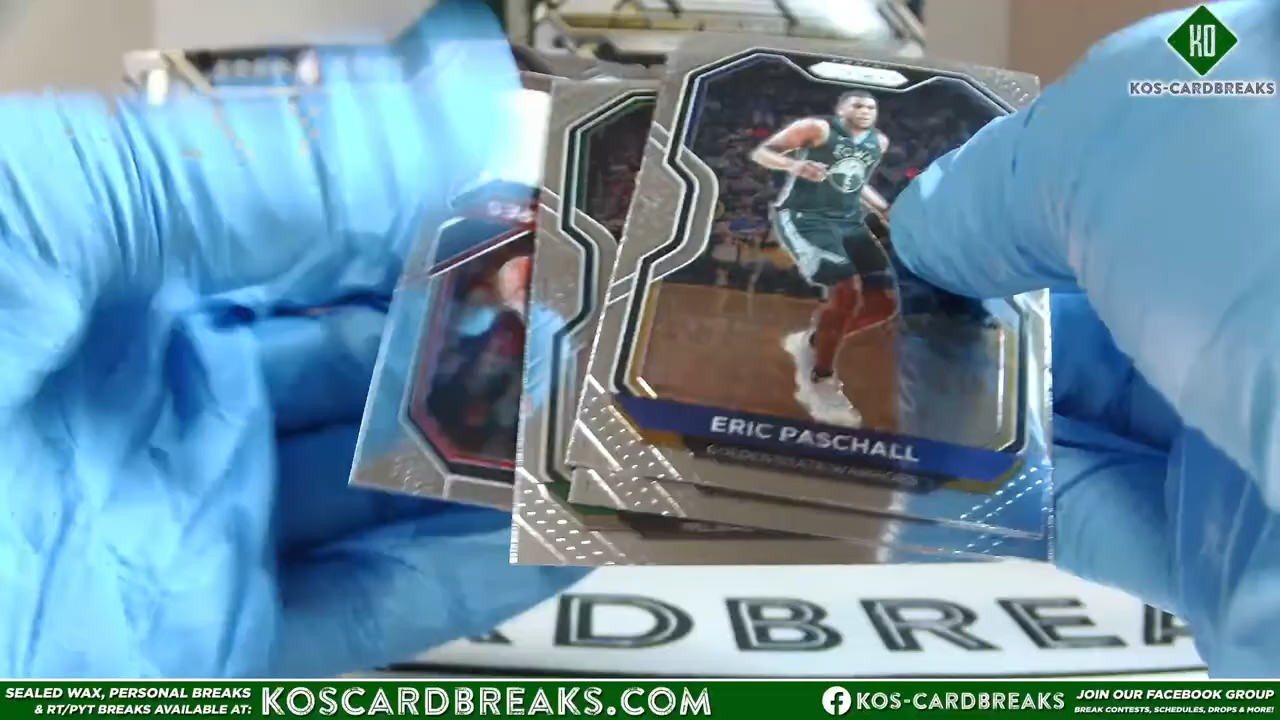 KO
KOS-CARDBREAKS
ERIC PASCHALL
GOLDEN STATE WARRIORS
ARDBREA
SEALED WAX, PERSONAL BREAKS
& RT/PYT BREAKS AVAILABLE AT:
KOSCARDBREAKS.COM
KOS-CARDBREAKS
JOIN OUR FACEBOOK GROUP
BREAK CONTESTS, SCHEDULES, DROPS & MORE!